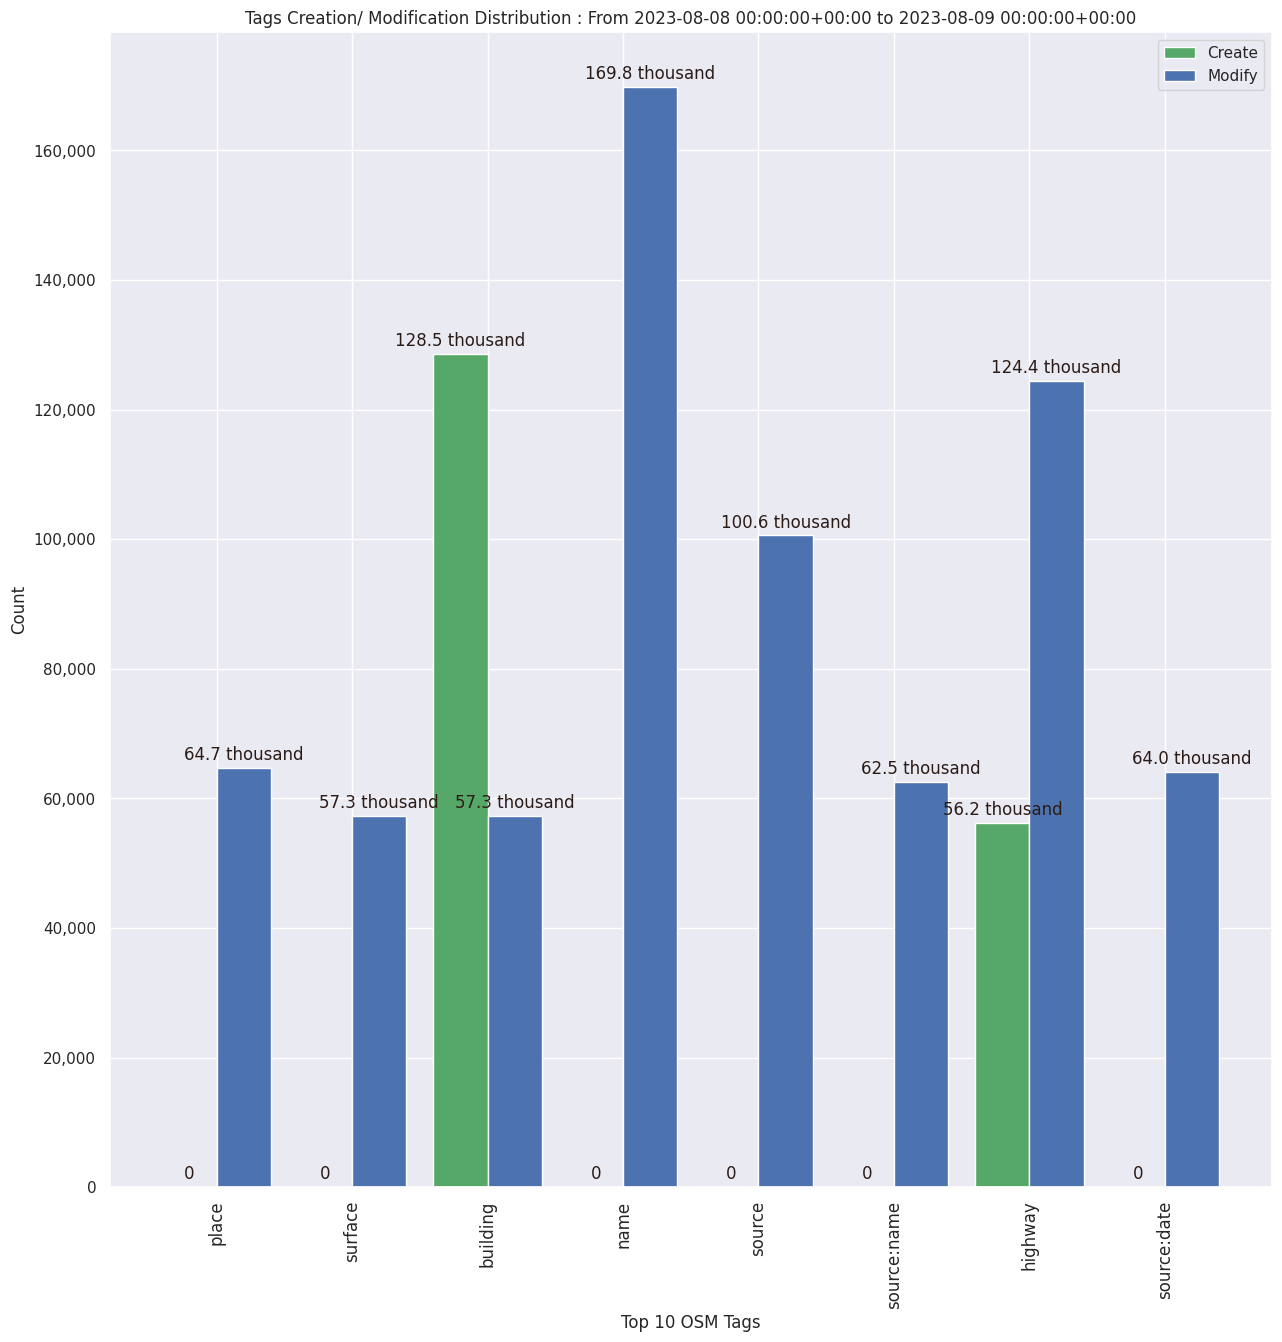 Tags Creation/ Modification Distribution : From 2023-08-08 00:00:00+00:00 to 2023-08-09 00:00:00+00:00
Create
Modify
169.8 thousand
160,000
140,000
128.5 thousand
124.4 thousand
120,000
100.6 thousand
100,000
Count
80,000
64.7 thousand
64.0 thousand
62.5 thousand
60,000
57.3 thousand
57.3 thousand
56.2 thousand
40,000
20,000
0
0
0
0
0
0
0
place
surface
building
name
source
source:name
highway
source:date
Top 10 OSM Tags